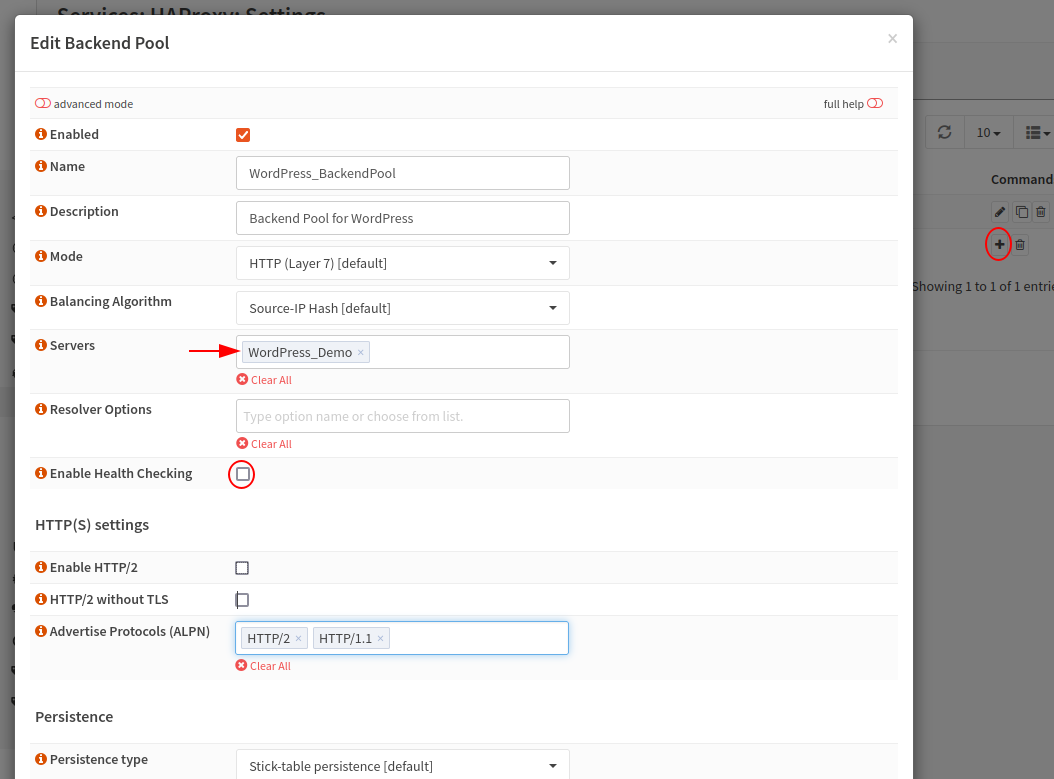 Services: HAProxy: Settings
Edit Backend Pool
×
advanced mode
full help
Enabled
Name
WordPress_BackendPool
Description
Backend Pool for WordPress
Mode
HTTP (Layer 7) [default]
Balancing Algorithm
Source-IP Hash [default]
Servers
WordPress_Demo ×
Clear All
Resolver Options
Type option name or choose from list.
Clear All
Enable Health Checking
HTTP(S) settings
Enable HTTP/2
HTTP/2 without TLS
Advertise Protocols (ALPN)
HTTP/2 × HTTP/1.1 ×
Clear All
Persistence
Persistence type
Stick-table persistence [default]
10
Command
Showing 1 to 1 of 1 entrie